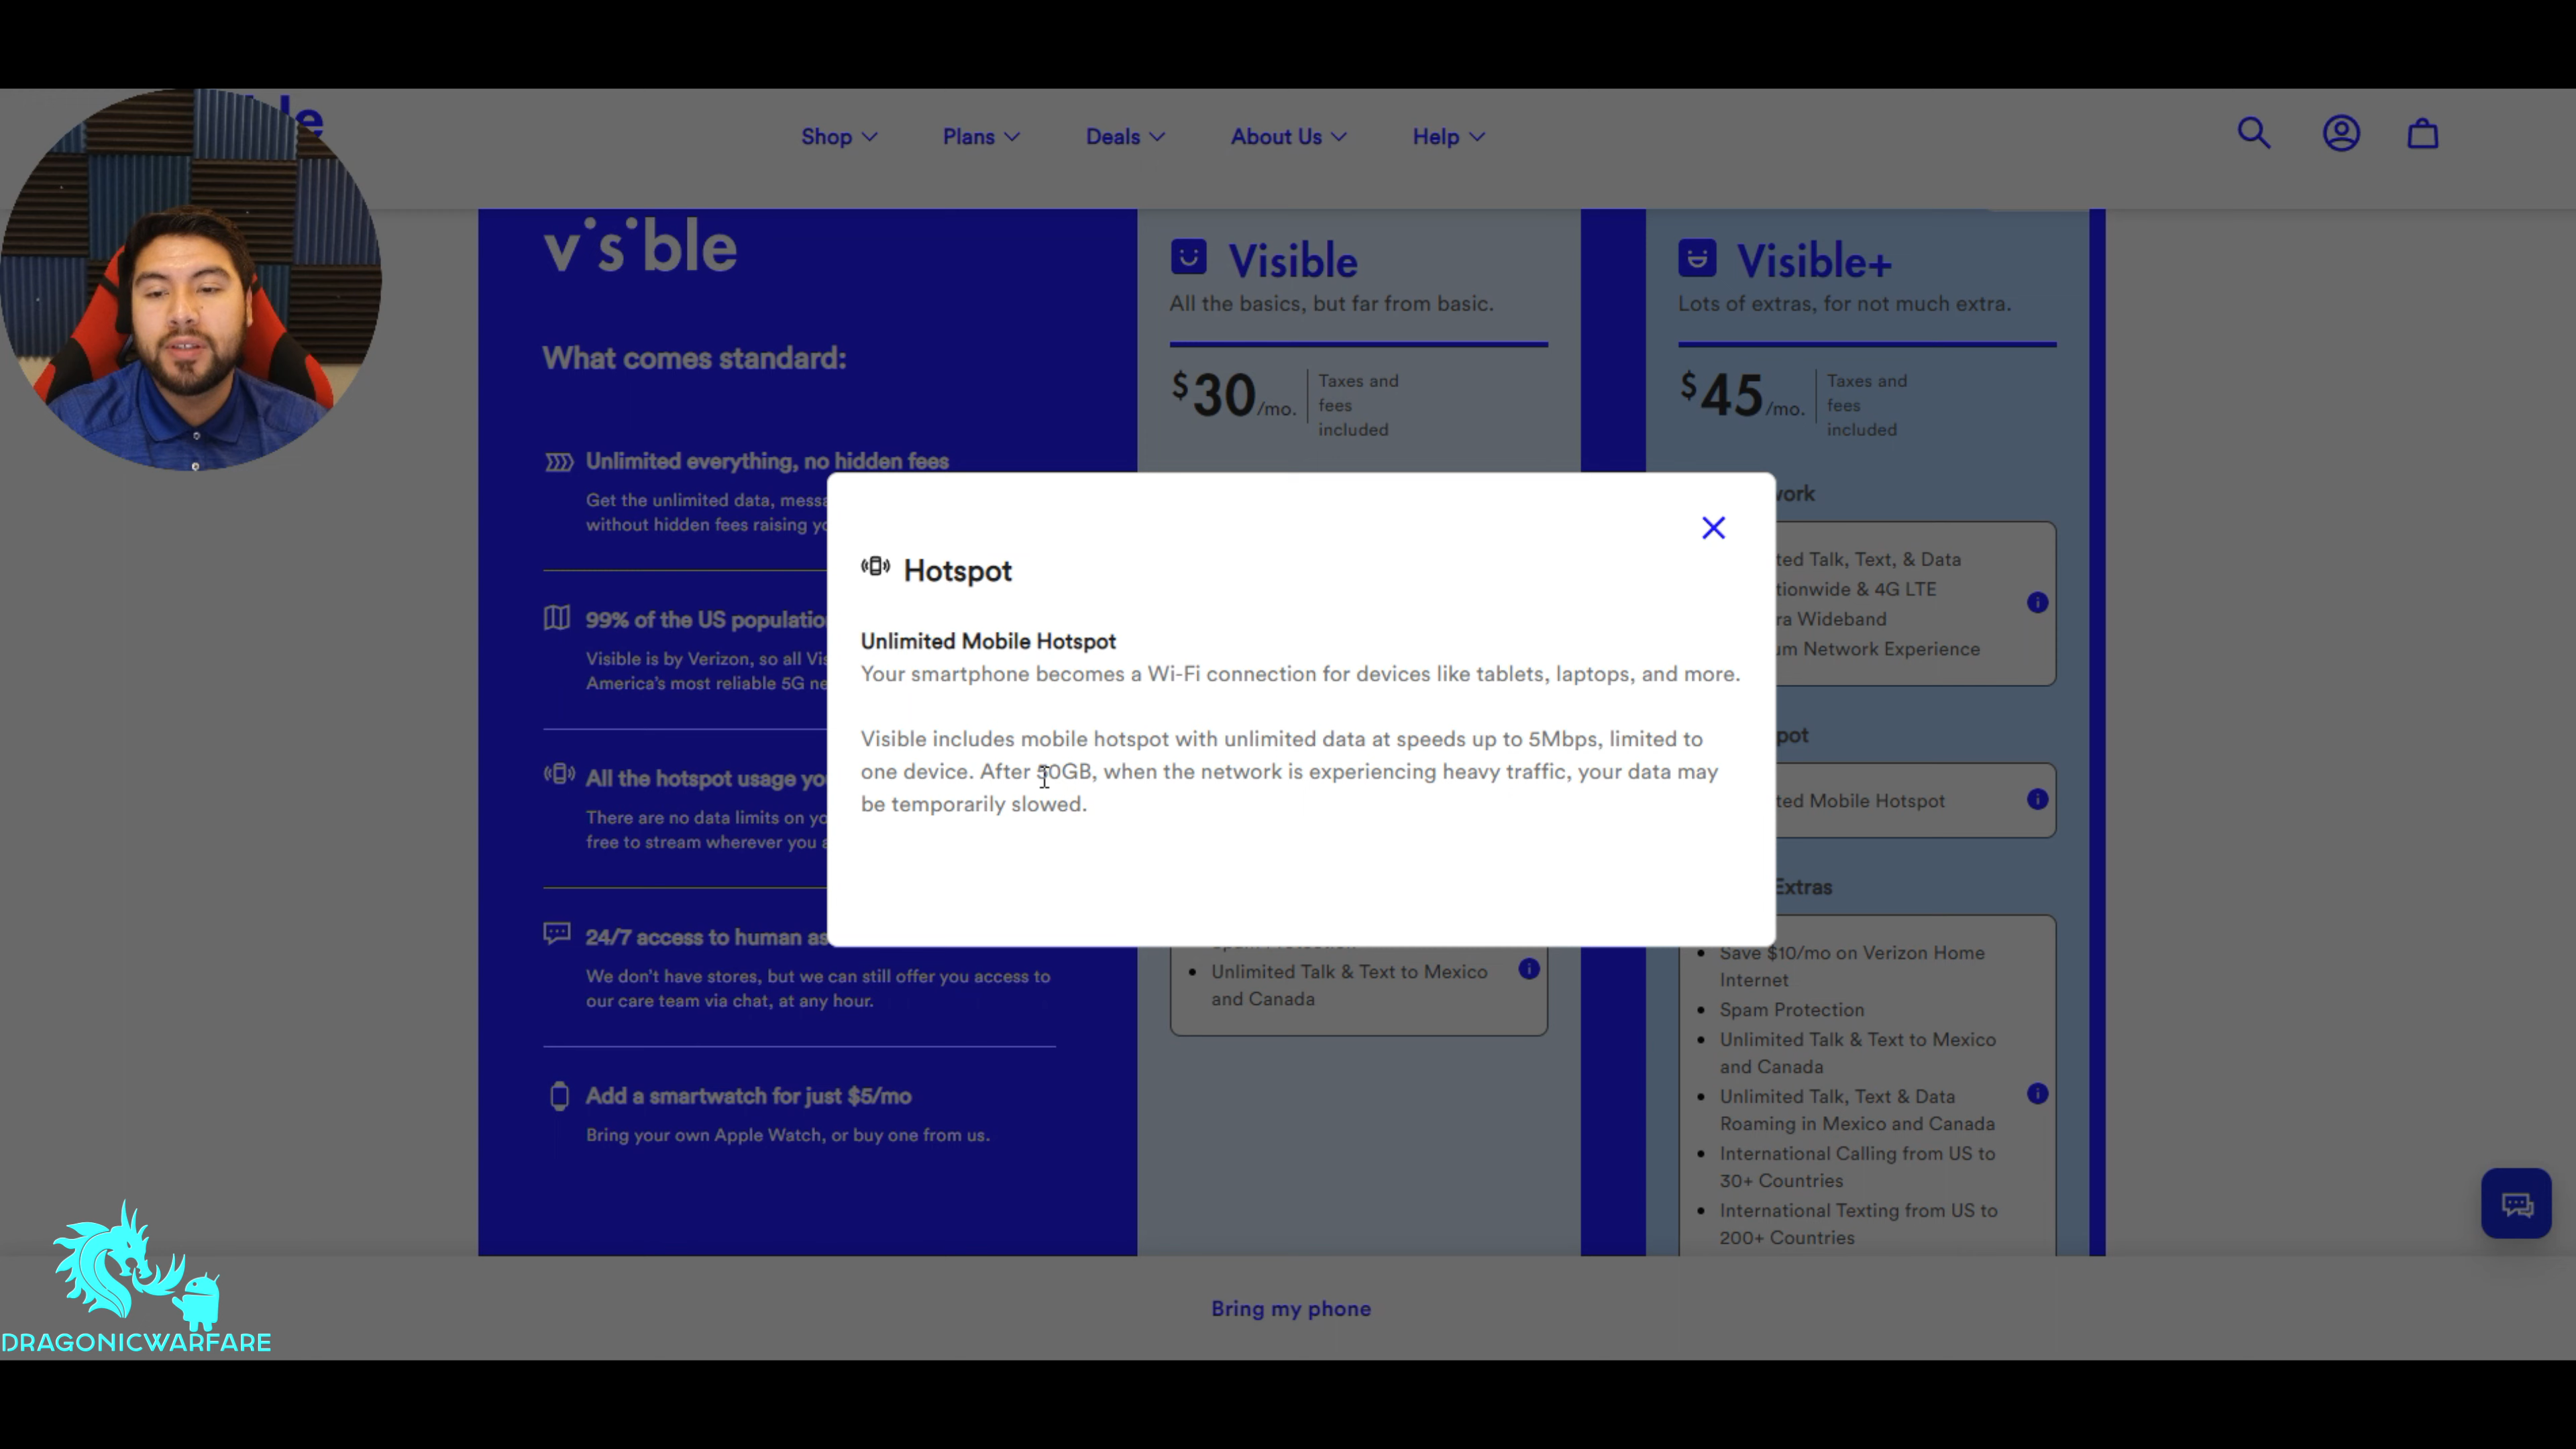 le
Shop
Plans
Deals
About Us
Help
v's'ble
What comes standard:
Unlimited everything, no hidden fees
Get the unlimited data, messa
without hidden fees raising yo
99% of the US population
Visible is by Verizon, so all Vis
America's most reliable 5G ne
All the hotspot usage you
There are no data limits on yo
free to stream wherever you a
24/7 access to human as
We don't have stores, but we can still offer you access to
our care team via chat, at any hour.
Add a smartwatch for just $5/mo
Bring your own Apple Watch, or buy one from us.
Visible
All the basics, but far from basic.
$30/mo.
Taxes and
fees
included
Hotspot
Unlimited Mobile Hotspot
Your smartphone becomes a Wi-Fi connection for devices like tablets, laptops, and more.
Visible includes mobile hotspot with unlimited data at speeds up to 5Mbps, limited to
one device. After 50GB, when the network is experiencing heavy traffic, your data may
be temporarily slowed.
• Unlimited Talk & Text to Mexico
and Canada
Visible+
Lots of extras, for not much extra.
$45/mo.
Taxes and
fees
included
work
ted Talk, Text, & Data
tionwide & 4G LTE
ra Wideband
um Network Experience
pot
ted Mobile Hotspot
Extras
• Save $10/mo on Verizon Home
Internet
• Spam Protection
• Unlimited Talk & Text to Mexico
and Canada
• Unlimited Talk, Text & Data
Roaming in Mexico and Canada
• International Calling from US to
30+ Countries
• International Texting from US to
200+ Countries
Bring my phone
DRAGONICWARFARE